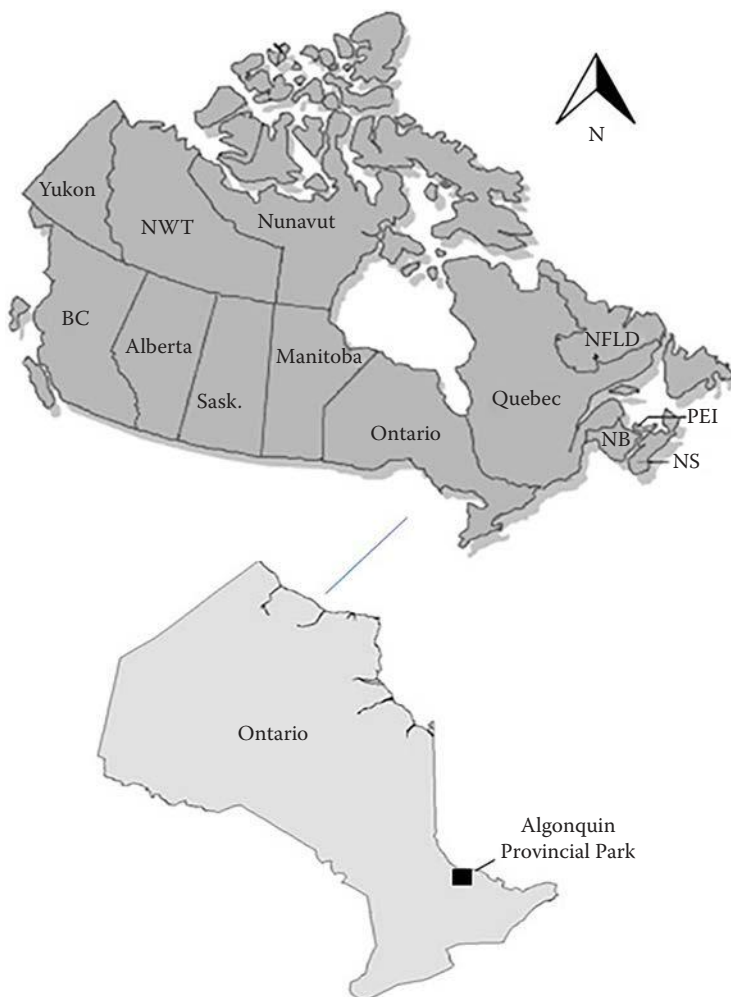 N
Yukon
NWT
Nunavut
BC
Alberta
Sask.
Manitoba
Ontario
Quebec
NFLD
PEI
NB
NS
Ontario
Algonquin
Provincial Park